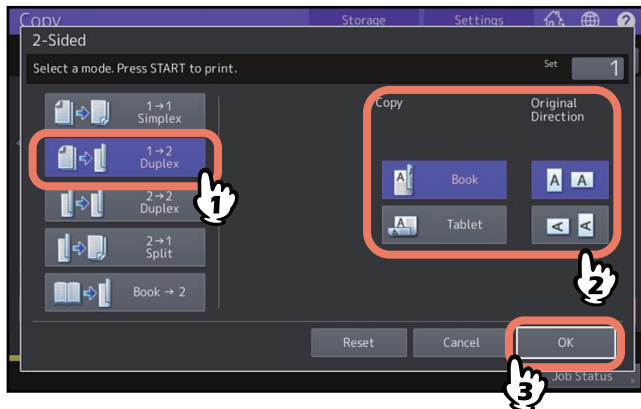 Copy
Storage
Settings
?
2-Sided
Select a mode. Press START to print.
Set
1
1→1
Simplex
Copy
Original
Direction
1→2
Duplex
Book
A A
2→2
Duplex
1
Tablet
A A
2→1
Split
2
Book → 2
Reset
Cancel
OK
Job Status
3